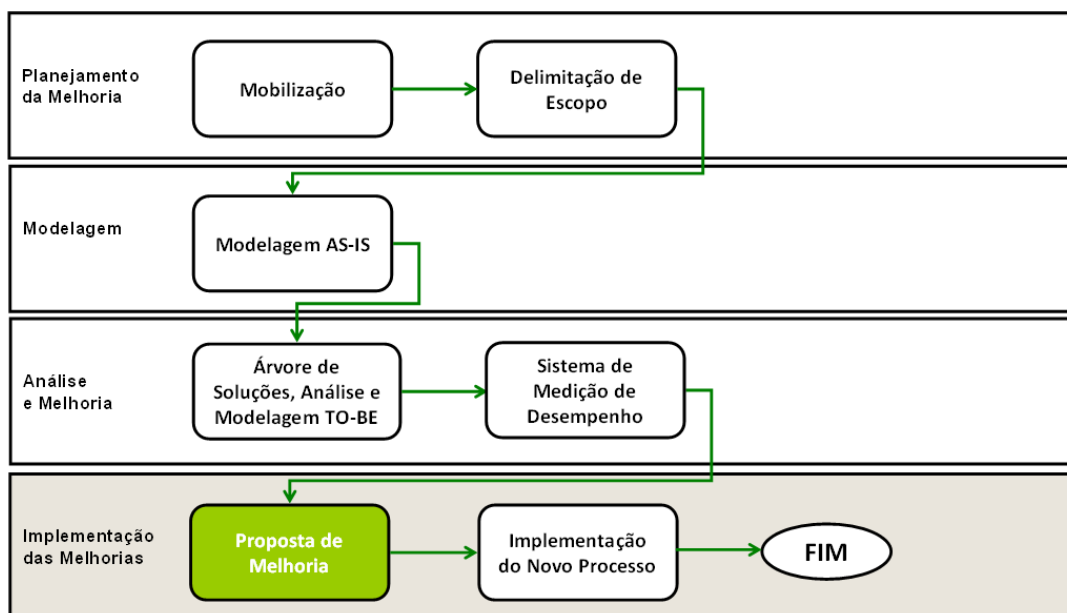 Planejamento
da Melhoria
Mobilização
Delimitação de
Escopo
Modelagem
Modelagem AS-IS
Análise
e Melhoria
Árvore de
Soluções, Análise e
Modelagem TO-BE
Sistema de
Medição de
Desempenho
Implementação
das Melhorias
Proposta de
Melhoria
Implementação
do Novo Processo
FIM